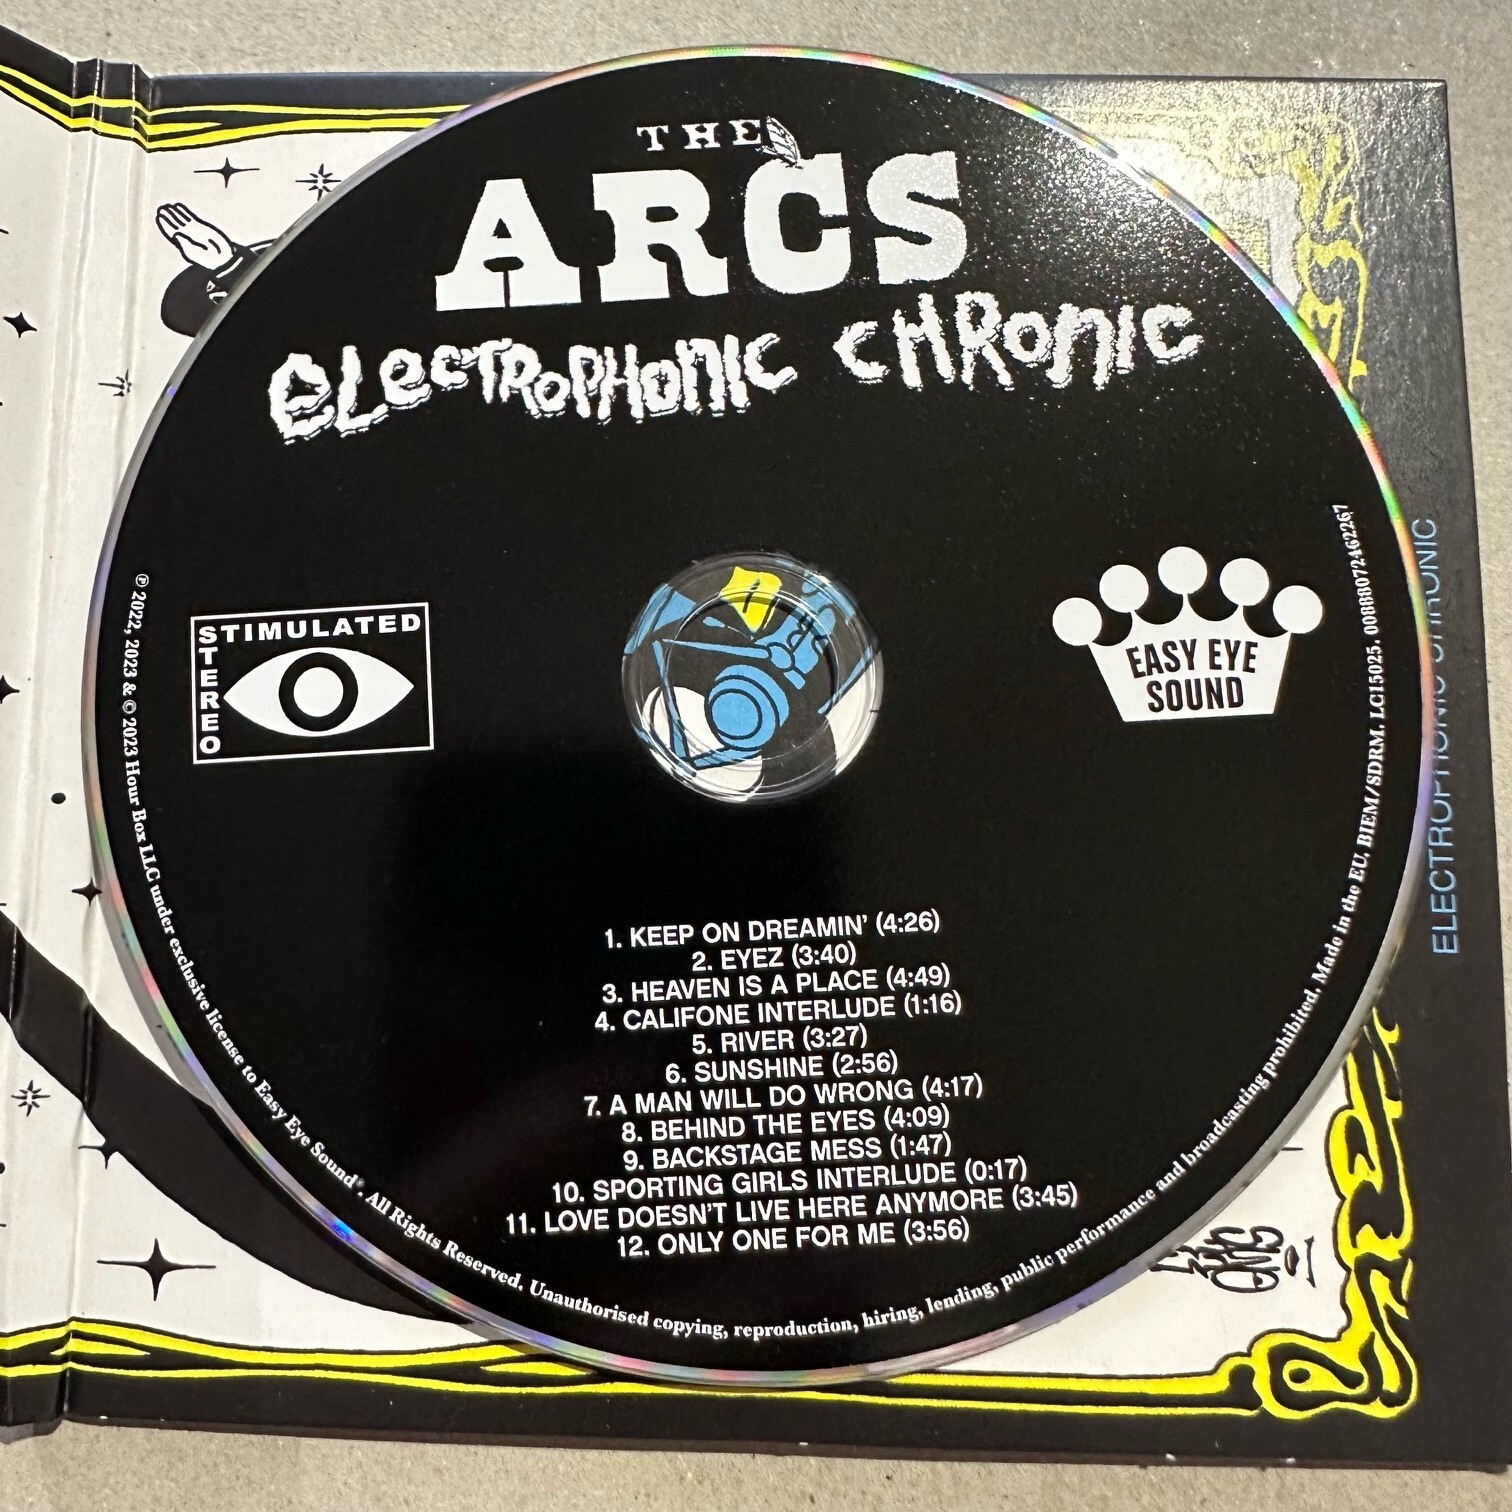 THE
ARCS
eLecTRoPHoNIC CHRONIC
STIMULATED
STEREO
EASY EYE
SOUND
1. KEEP ON DREAMIN' (4:26)
2. EYEZ (3:40)
3. HEAVEN IS A PLACE (4:49)
4. CALIFONE INTERLUDE (1:16)
5. RIVER (3:27)
6. SUNSHINE (2:56)
7. A MAN WILL DO WRONG (4:17)
8. BEHIND THE EYES (4:09)
9. BACKSTAGE MESS (1:47)
10. SPORTING GIRLS INTERLUDE (0:17)
11. LOVE DOESN'T LIVE HERE ANYMORE (3:45)
12. ONLY ONE FOR ME (3:56)
℗ 2022, 2023 & © 2023 Hour Box LLC under exclusive license to Easy Eye Sound®. All Rights Reserved. Unauthorised copying, reproduction, hiring, lending, public performance and broadcasting prohibited. Made in the EU. BIEM/SDRM. LC15025. 00888072462267
ELECTROPHONIC CHRONIC